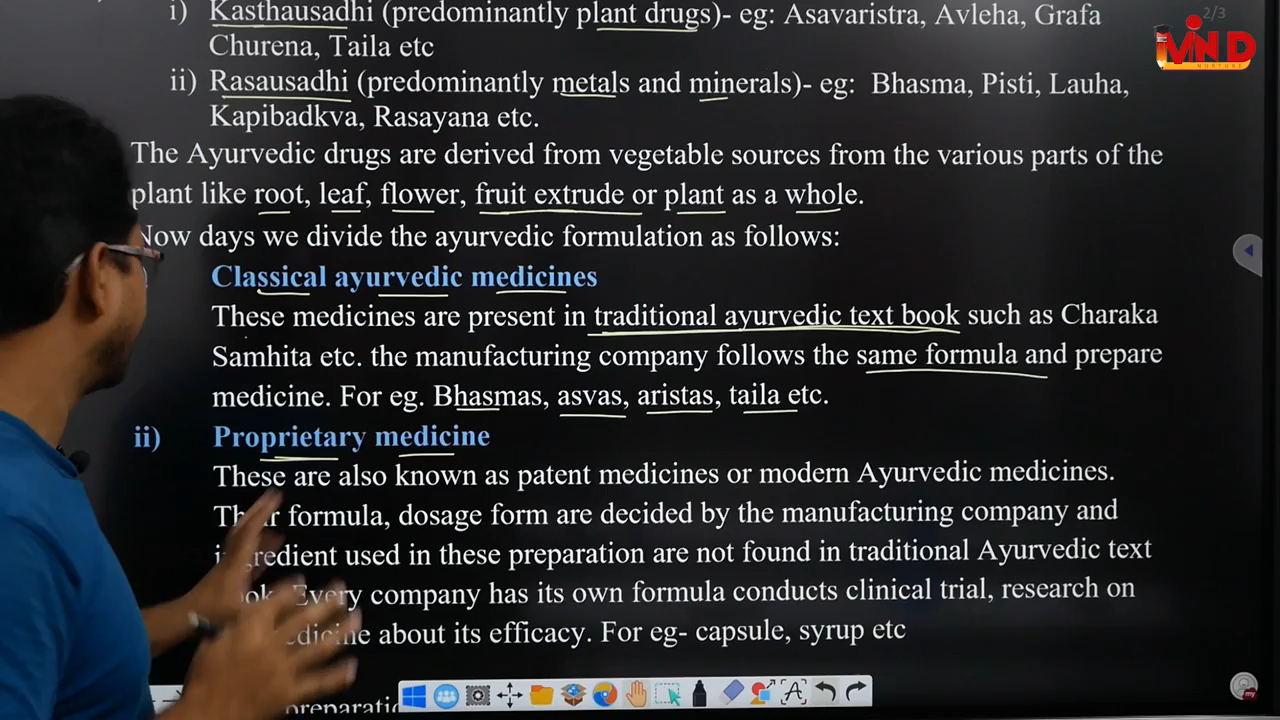 2/3
MIND
NURTURE
i) Kasthausadhi (predominantly plant drugs)- eg: Asavaristra, Avleha, Grafa
Churena, Taila etc
ii) Rasausadhi (predominantly metals and minerals)- eg: Bhasma, Pisti, Lauha,
Kapibadkva, Rasayana etc.
The Ayurvedic drugs are derived from vegetable sources from the various parts of the
plant like root, leaf, flower, fruit extrude or plant as a whole.
Now days we divide the ayurvedic formulation as follows:
Classical ayurvedic medicines
These medicines are present in traditional ayurvedic text book such as Charaka
Samhita etc. the manufacturing company follows the same formula and prepare
medicine. For eg. Bhasmas, asvas, aristas, taila etc.
ii) Proprietary medicine
These are also known as patent medicines or modern Ayurvedic medicines.
Their formula, dosage form are decided by the manufacturing company and
ingredient used in these preparation are not found in traditional Ayurvedic text
Every company has its own formula conducts clinical trial, research on
about its efficacy. For eg- capsule, syrup etc